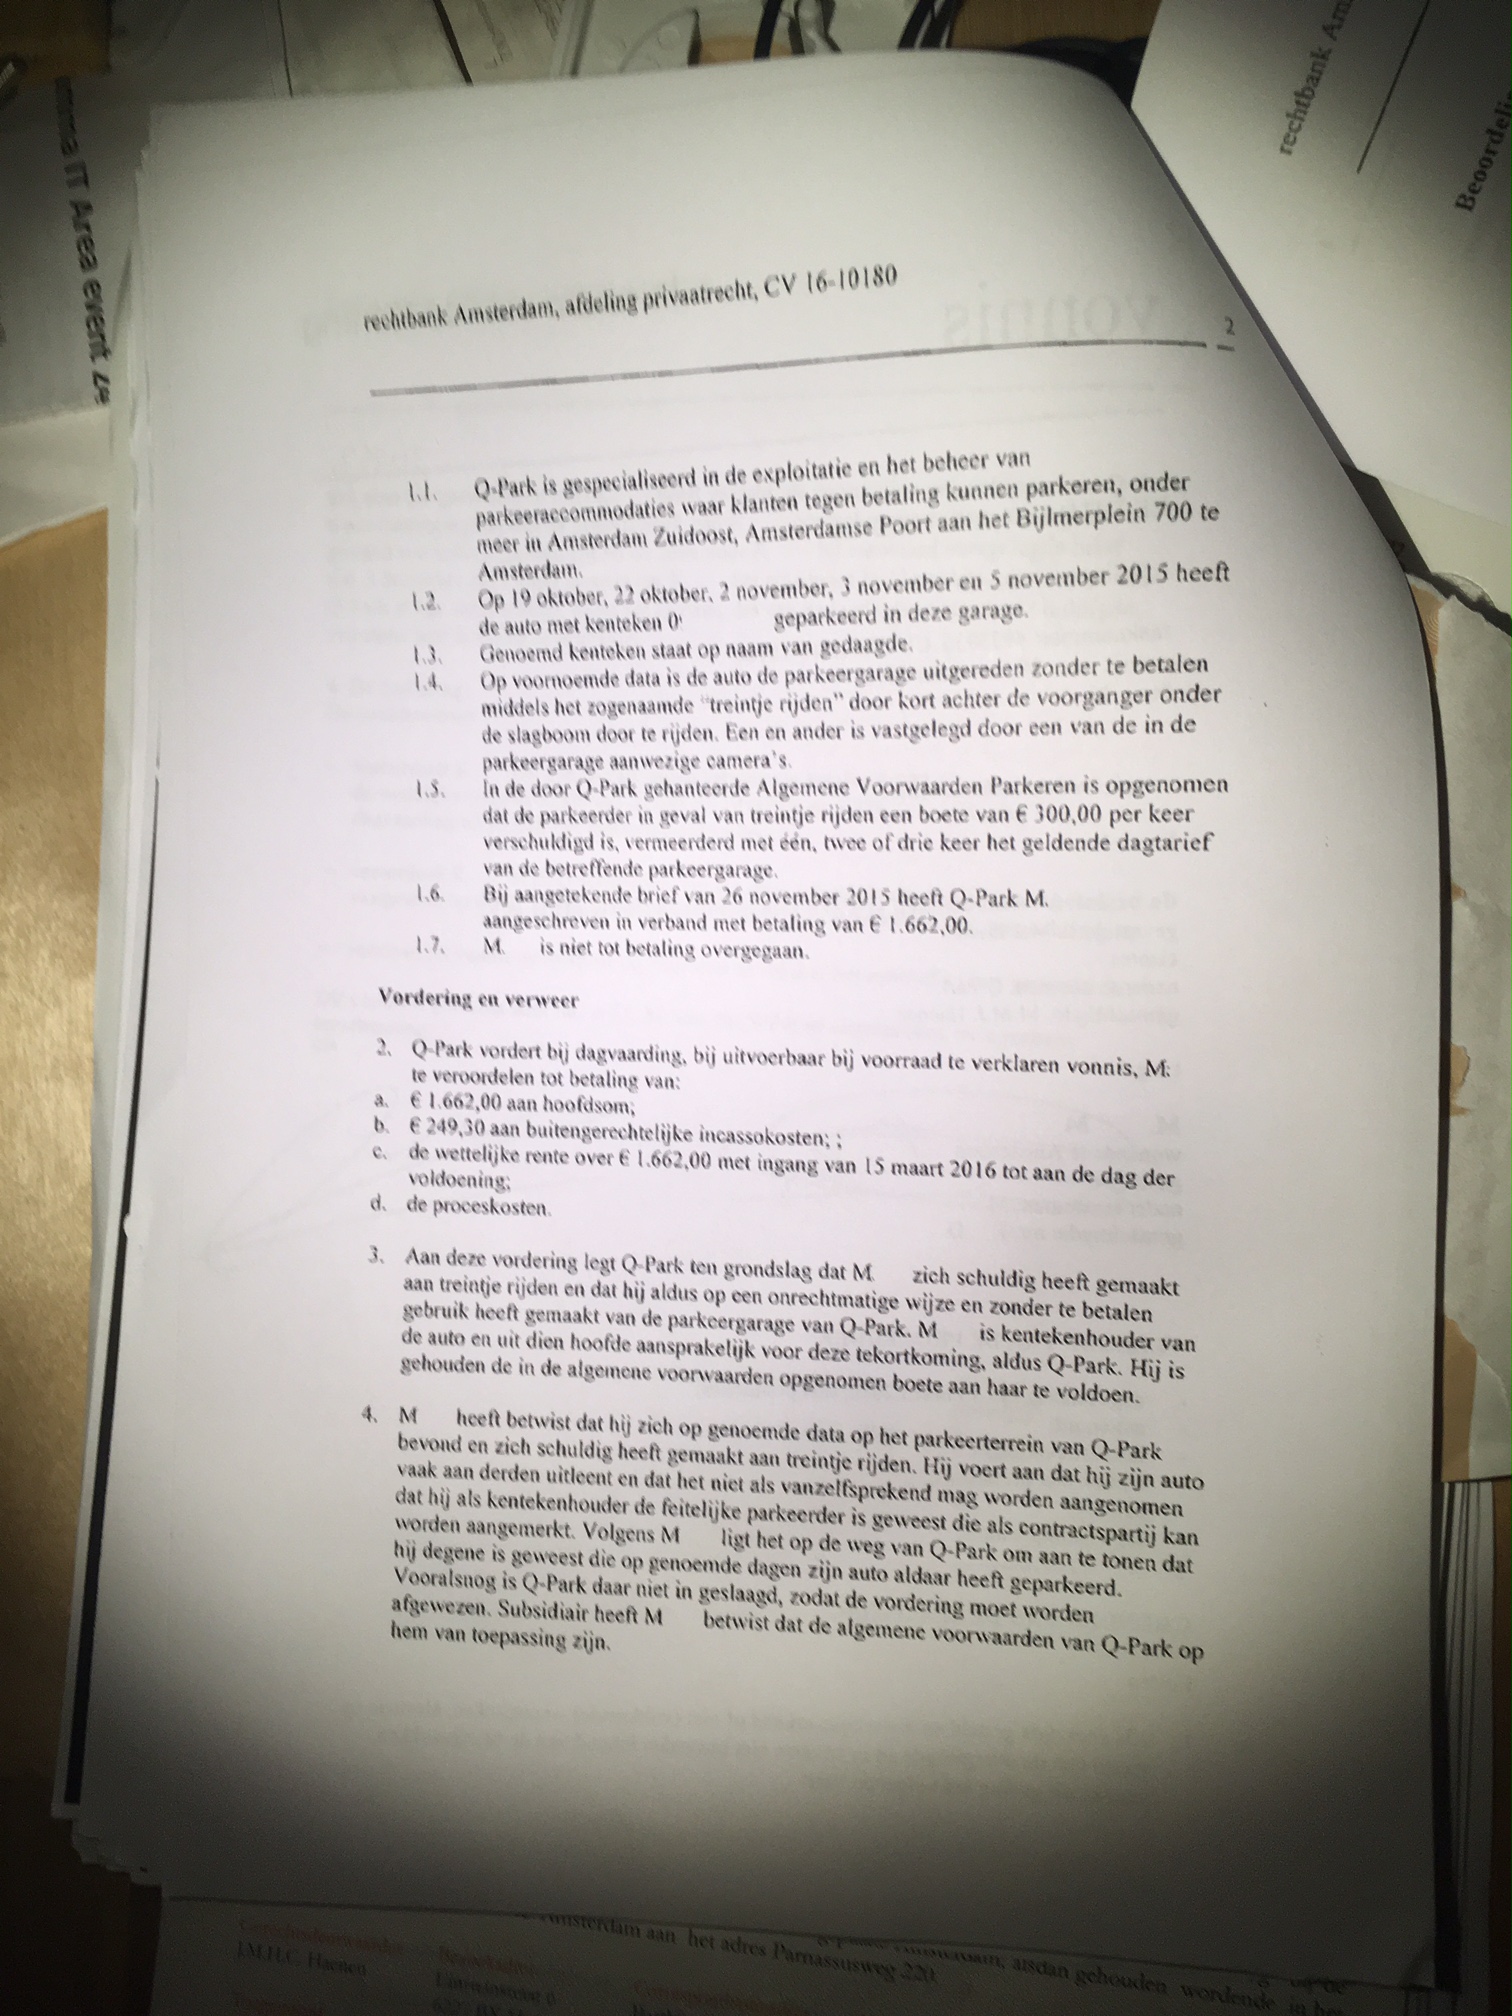 rechtbank Am
Beoordelin
mma IT Area event
rechtbank Amsterdam, afdeling privaatrecht, CV 16-10180
2
1.1. Q-Park is gespecialiseerd in de exploitatie en het beheer van
parkeeraccommodaties waar klanten tegen betaling kunnen parkeren, onder
meer in Amsterdam Zuidoost, Amsterdamse Poort aan het Bijlmerplein 700 te
Amsterdam.
1.2. Op 19 oktober, 22 oktober, 2 november, 3 november en 5 november 2015 heeft
de auto met kenteken 0 geparkeerd in deze garage.
1.3. Genoemd kenteken staat op naam van gedaagde.
1.4. Op voornoemde data is de auto de parkeergarage uitgereden zonder te betalen
middels het zogenaamde "treintje rijden" door kort achter de voorganger onder
de slagboom door te rijden. Een en ander is vastgelegd door een van de in de
parkeergarage aanwezige camera's.
1.5. In de door Q-Park gehanteerde Algemene Voorwaarden Parkeren is opgenomen
dat de parkeerder in geval van treintje rijden een boete van € 300,00 per keer
verschuldigd is, vermeerderd met één, twee of drie keer het geldende dagtarief
van de betreffende parkeergarage.
1.6. Bij aangetekende brief van 26 november 2015 heeft Q-Park M.
aangeschreven in verband met betaling van € 1.662,00.
1.7. M. is niet tot betaling overgegaan.
Vordering en verweer
2. Q-Park vordert bij dagvaarding, bij uitvoerbaar bij voorraad te verklaren vonnis, M.
te veroordelen tot betaling van:
a. € 1.662,00 aan hoofdsom;
b. € 249,30 aan buitengerechtelijke incassokosten; ;
c. de wettelijke rente over € 1.662,00 met ingang van 15 maart 2016 tot aan de dag der
voldoening;
d. de proceskosten.
3. Aan deze vordering legt Q-Park ten grondslag dat M. zich schuldig heeft gemaakt
aan treintje rijden en dat hij aldus op een onrechtmatige wijze en zonder te betalen
gebruik heeft gemaakt van de parkeergarage van Q-Park. M is kentekenhouder van
de auto en uit dien hoofde aansprakelijk voor deze tekortkoming, aldus Q-Park. Hij is
gehouden de in de algemene voorwaarden opgenomen boete aan haar te voldoen.
4. M heeft betwist dat hij zich op genoemde data op het parkeerterrein van Q-Park
bevond en zich schuldig heeft gemaakt aan treintje rijden. Hij voert aan dat hij zijn auto
vaak aan derden uitleent en dat het niet als vanzelfsprekend mag worden aangenomen
dat hij als kentekenhouder de feitelijke parkeerder is geweest die als contractspartij kan
worden aangemerkt. Volgens M ligt het op de weg van Q-Park om aan te tonen dat
hij degene is geweest die op genoemde dagen zijn auto aldaar heeft geparkeerd.
Vooralsnog is Q-Park daar niet in geslaagd, zodat de vordering moet worden
afgewezen. Subsidiair heeft M betwist dat de algemene voorwaarden van Q-Park op
hem van toepassing zijn.
alsdan gehouden wordende in het
Amsterdam aan het adres Parnassusweg 220
J.M.H.C. Haenen